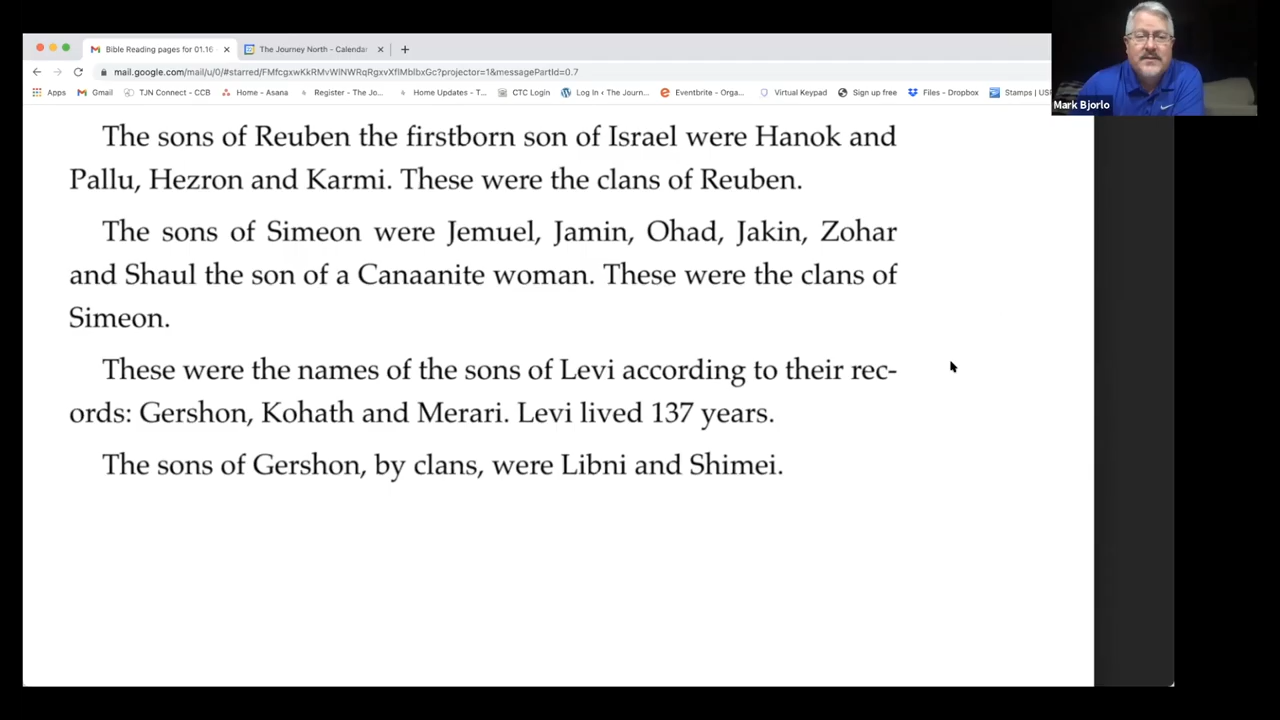 Bible Reading pages for 01.16
The Journey North - Calendar
mail.google.com/mail/u/0/#starred/FMfcgxwKkRMvWlNWRqRgxvXflMblbxGc?projector=1&messagePartId=0.7
Apps Gmail TJN Connect - CCB Home - Asana Register - The Jo... Home Updates - T... CTC Login Log In ‹ The Journ... Eventbrite - Orga... Virtual Keypad Sign up free Files - Dropbox Stamps | USP
Mark Bjorlo
The sons of Reuben the firstborn son of Israel were Hanok and
Pallu, Hezron and Karmi. These were the clans of Reuben.
The sons of Simeon were Jemuel, Jamin, Ohad, Jakin, Zohar
and Shaul the son of a Canaanite woman. These were the clans of
Simeon.
These were the names of the sons of Levi according to their rec-
ords: Gershon, Kohath and Merari. Levi lived 137 years.
The sons of Gershon, by clans, were Libni and Shimei.